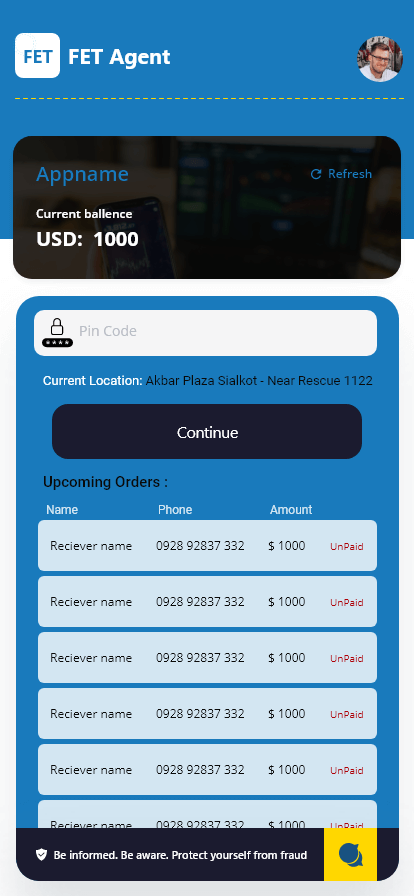 FET FET Agent
Appname
Refresh
Current ballence
USD: 1000
****
Pin Code
Current Location: Akbar Plaza Sialkot - Near Rescue 1122
Continue
Upcoming Orders :
Name Phone Amount
Reciever name 0928 92837 332 $ 1000 UnPaid
Reciever name 0928 92837 332 $ 1000 UnPaid
Reciever name 0928 92837 332 $ 1000 UnPaid
Reciever name 0928 92837 332 $ 1000 UnPaid
Reciever name 0928 92837 332 $ 1000 UnPaid
Reciever name 0928 92837 332 $ 1000 UnPaid
Be informed. Be aware. Protect yourself from fraud